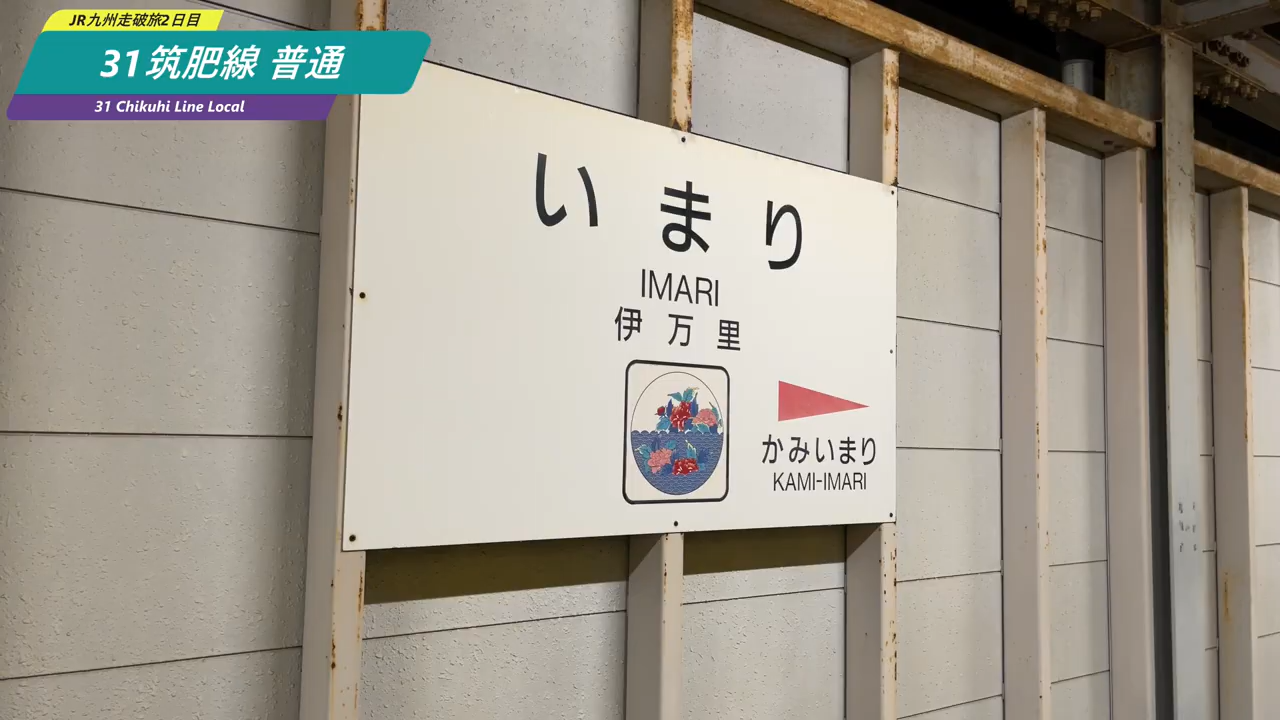 JR九州走破旅2日目
31筑肥線 普通
31 Chikuhi Line Local
いまり
IMARI
伊万里
かみいまり
KAMI-IMARI